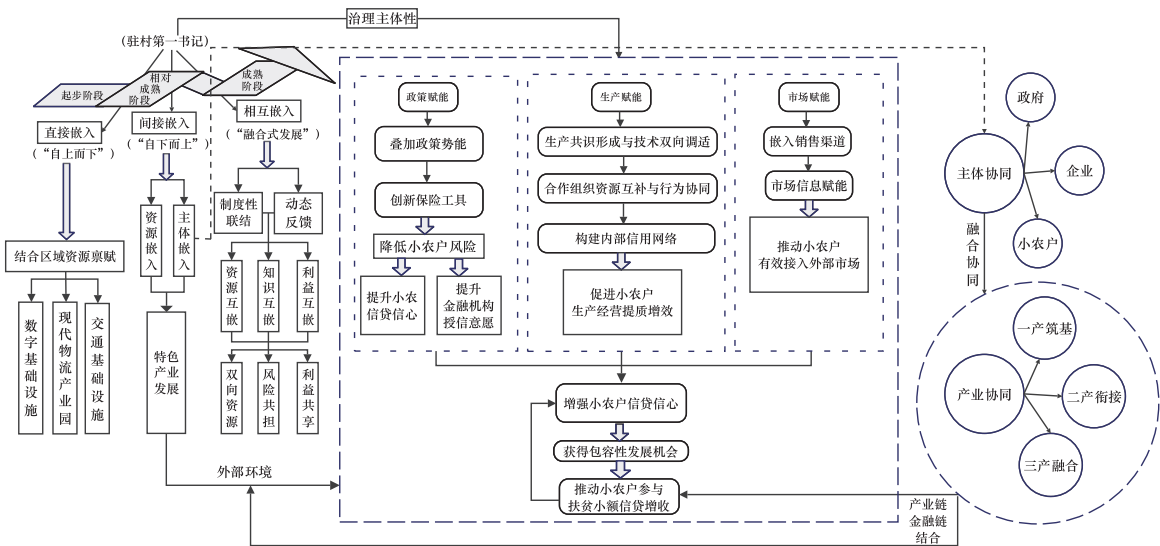 治理主体性
(驻村第一书记)
起步阶段
相对
成熟
阶段
成熟
阶段
直接嵌入
(“自上而下”)
间接嵌入
(“自下而上”)
相互嵌入
(“融合式发展”)
结合区域资源禀赋
数字基础设施
现代物流产业园
交通基础设施
资源嵌入
主体嵌入
特色
产业
发展
制度性
联结
动态
反馈
资源互嵌
知识互嵌
利益互嵌
双向资源
风险共担
利益共享
外部环境
政策赋能
叠加政策势能
创新保险工具
降低小农户风险
提升小农
信贷信心
提升
金融机构
授信意愿
生产赋能
生产共识形成与技术双向调适
合作组织资源互补与行为协同
构建内部信用网络
促进小农户
生产经营提质增效
市场赋能
嵌入销售渠道
市场信息赋能
推动小农户
有效接入外部市场
增强小农户信贷信心
获得包容性发展机会
推动小农户参与
扶贫小额信贷增收
主体协同
政府
企业
小农户
融合协同
产业协同
一产筑基
二产衔接
三产融合
产业链
金融链
结合